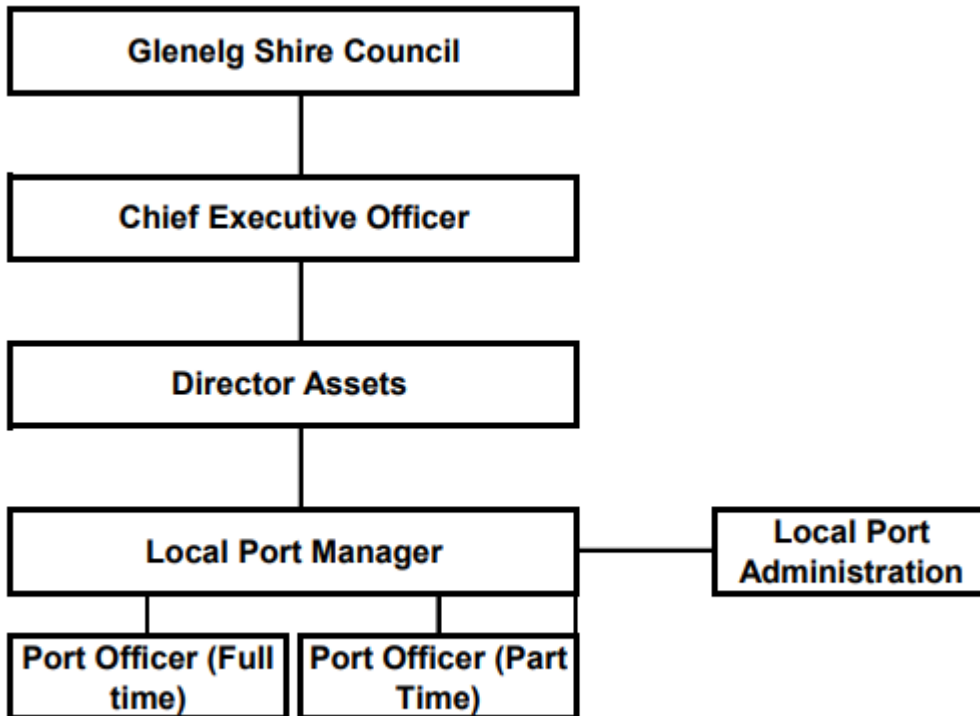 Glenelg Shire Council
Chief Executive Officer
Director Assets
Local Port Manager
Local Port
Administration
Port Officer (Full
time)
Port Officer (Part
Time)